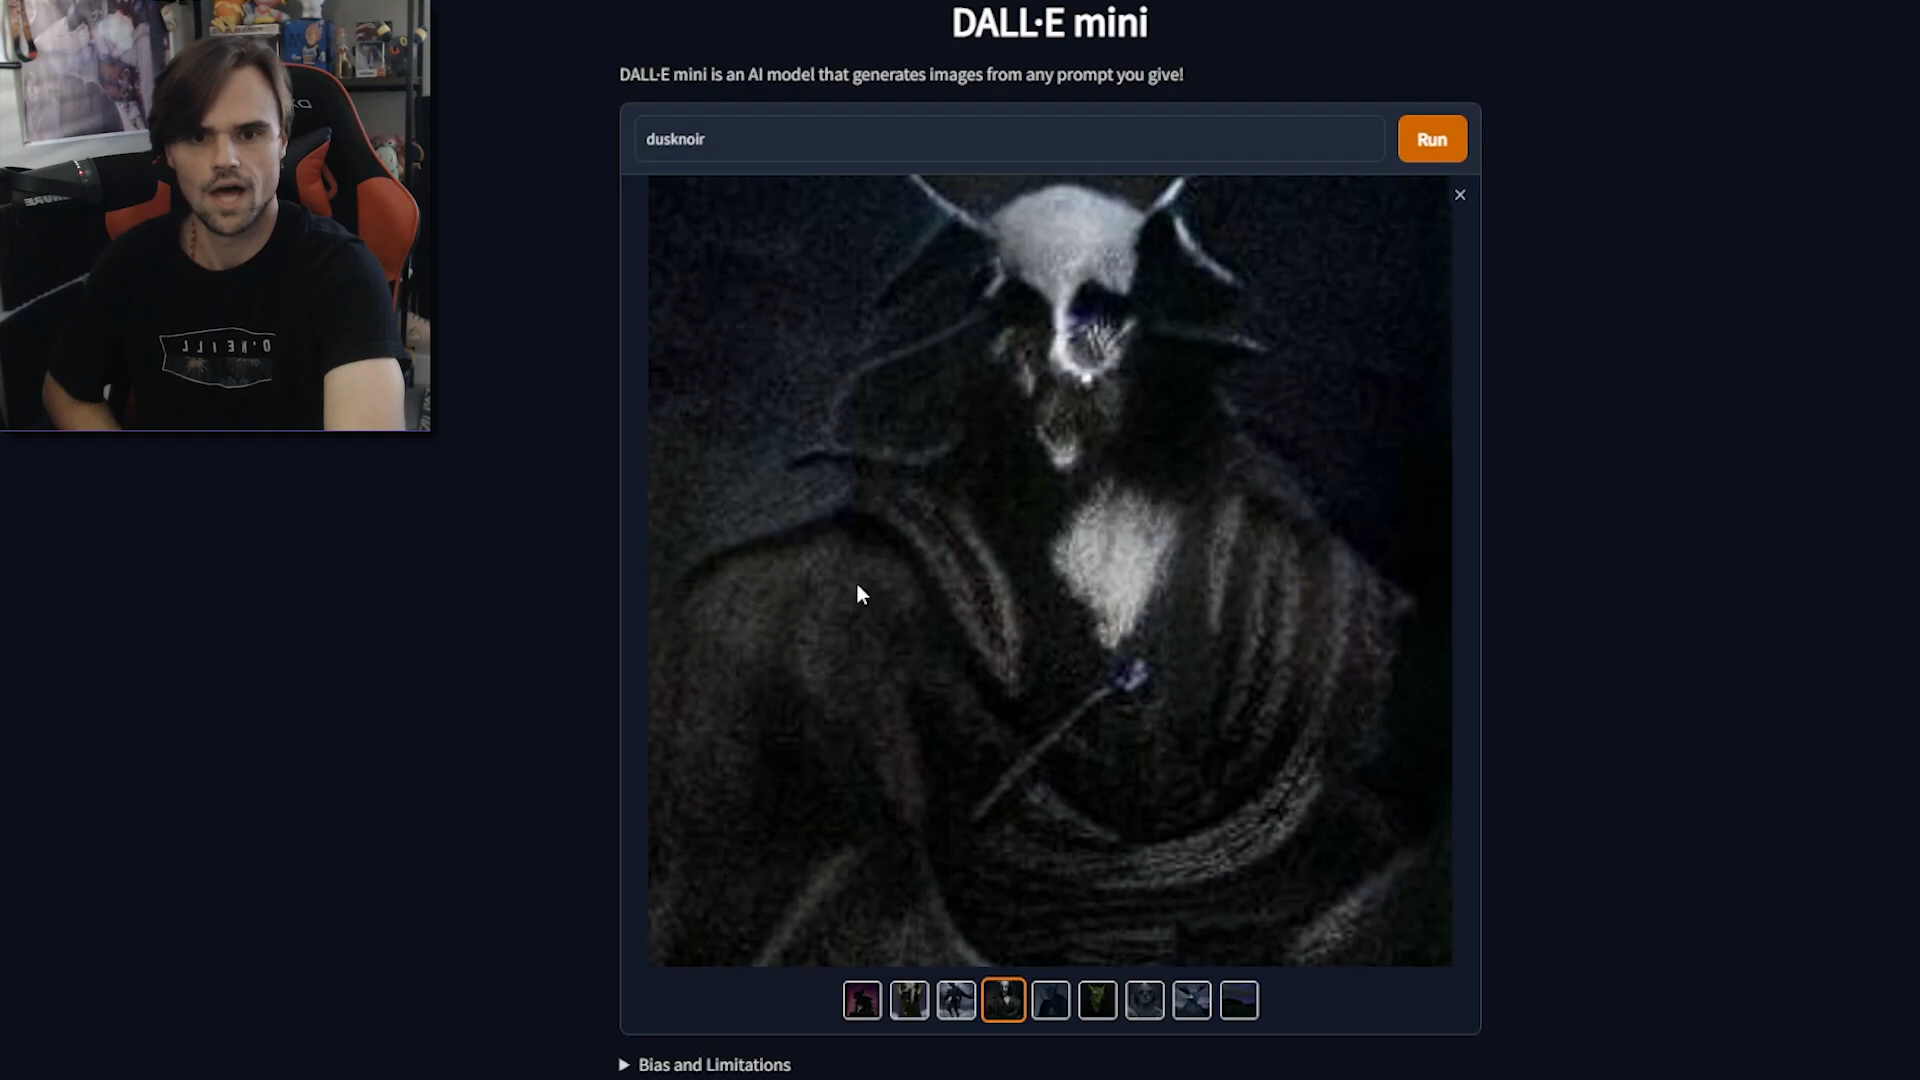 DALL·E mini
DALL·E mini is an AI model that generates images from any prompt you give!
dusknoir
Run
O'NEILL
Bias and Limitations